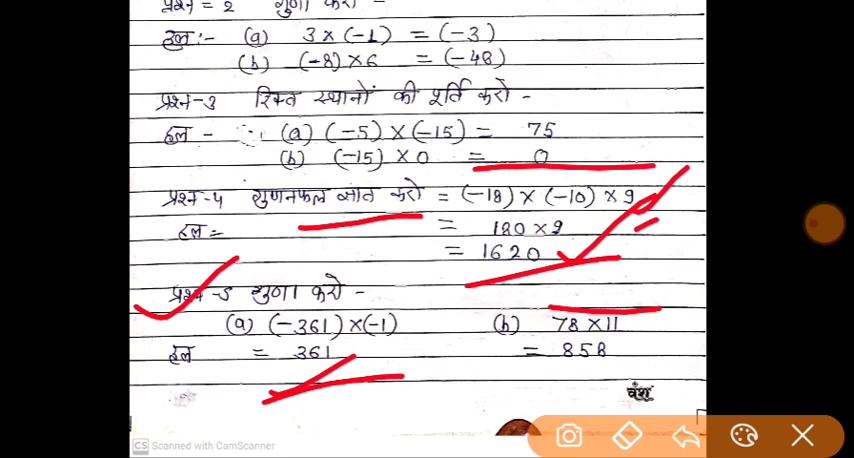 प्रश्न = 2 गुणा करो -
हल :- (a) 3 × (-1) = (-3)
(b) (-8) × 6 = (-48)
प्रश्न-3 रिक्त स्थानों की पूर्ति करो -
हल - (a) (-5) × (-15) = 75
(b) (-15) × 0 = 0
प्रश्न-4 गुणनफल ज्ञात करो = (-18) × (-10) × 9
हल = = 180 × 9
= 1620
प्रश्न-5 गुणा करो -
(a) (-361) × (-1) (b) 78 × 11
हल = 361 = 858
वंश
CS Scanned with CamScanner